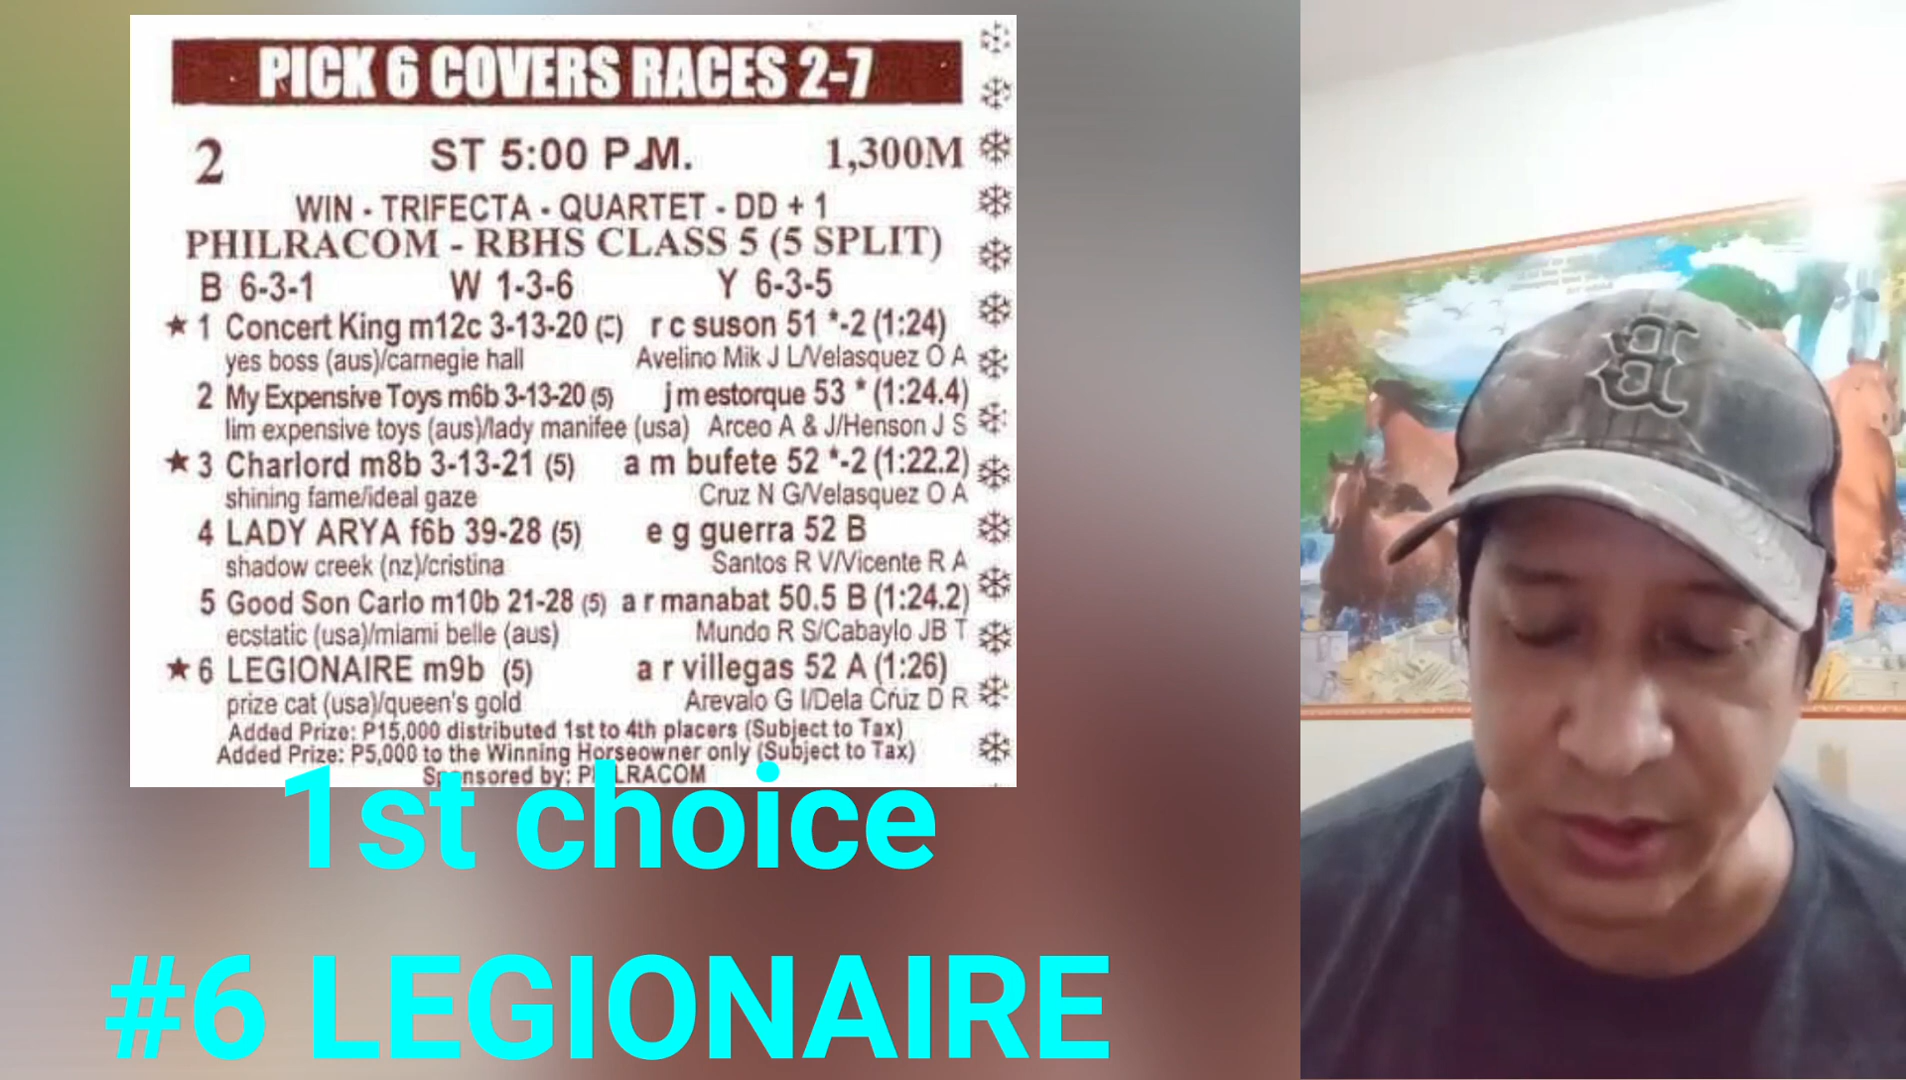 PICK 6 COVERS RACES 2-7
2 ST 5:00 P.M. 1,300M
WIN - TRIFECTA - QUARTET - DD + 1
PHILRACOM - RBHS CLASS 5 (5 SPLIT)
B 6-3-1 W 1-3-6 Y 6-3-5
★ 1 Concert King m12c 3-13-20 r c suson 51 *-2 (1:24)
yes boss (aus)/carnegie hall Avelino Mik J L/Velasquez O A
2 My Expensive Toys m6b 3-13-20 (5) j m estorque 53 * (1:24.4)
lim expensive toys (aus)/lady manifee (usa) Arceo A & J/Henson J S
★ 3 Charlord m8b 3-13-21 (5) a m bufete 52 *-2 (1:22.2)
shining fame/ideal gaze Cruz N G/Velasquez O A
4 LADY ARYA f6b 39-28 (5) e g guerra 52 B
shadow creek (nz)/cristina Santos R V/Vicente R A
5 Good Son Carlo m10b 21-28 (5) a r manabat 50.5 B (1:24.2)
ecstatic (usa)/miami belle (aus) Mundo R S/Cabaylo JB T
★ 6 LEGIONAIRE m9b (5) a r villegas 52 A (1:26)
prize cat (usa)/queen's gold Arevalo G I/Dela Cruz D R
Added Prize: P15,000 distributed 1st to 4th placers (Subject to Tax)
Added Prize: P5,000 to the Winning Horseowner only (Subject to Tax)
Sponsored by: PHILRACOM
1st choice
#6 LEGIONAIRE
B